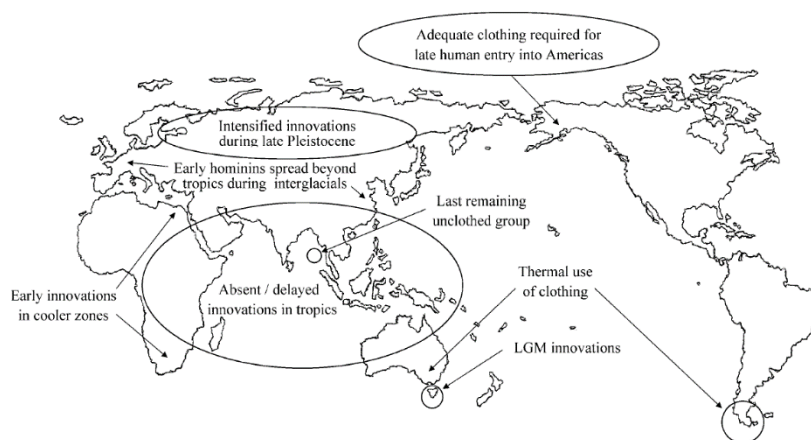 Adequate clothing required for
late human entry into Americas
Intensified innovations
during late Pleistocene
Early hominins spread beyond
tropics during interglacials
Last remaining
unclothed group
Absent / delayed
innovations in tropics
Early innovations
in cooler zones
Thermal use
of clothing
LGM innovations